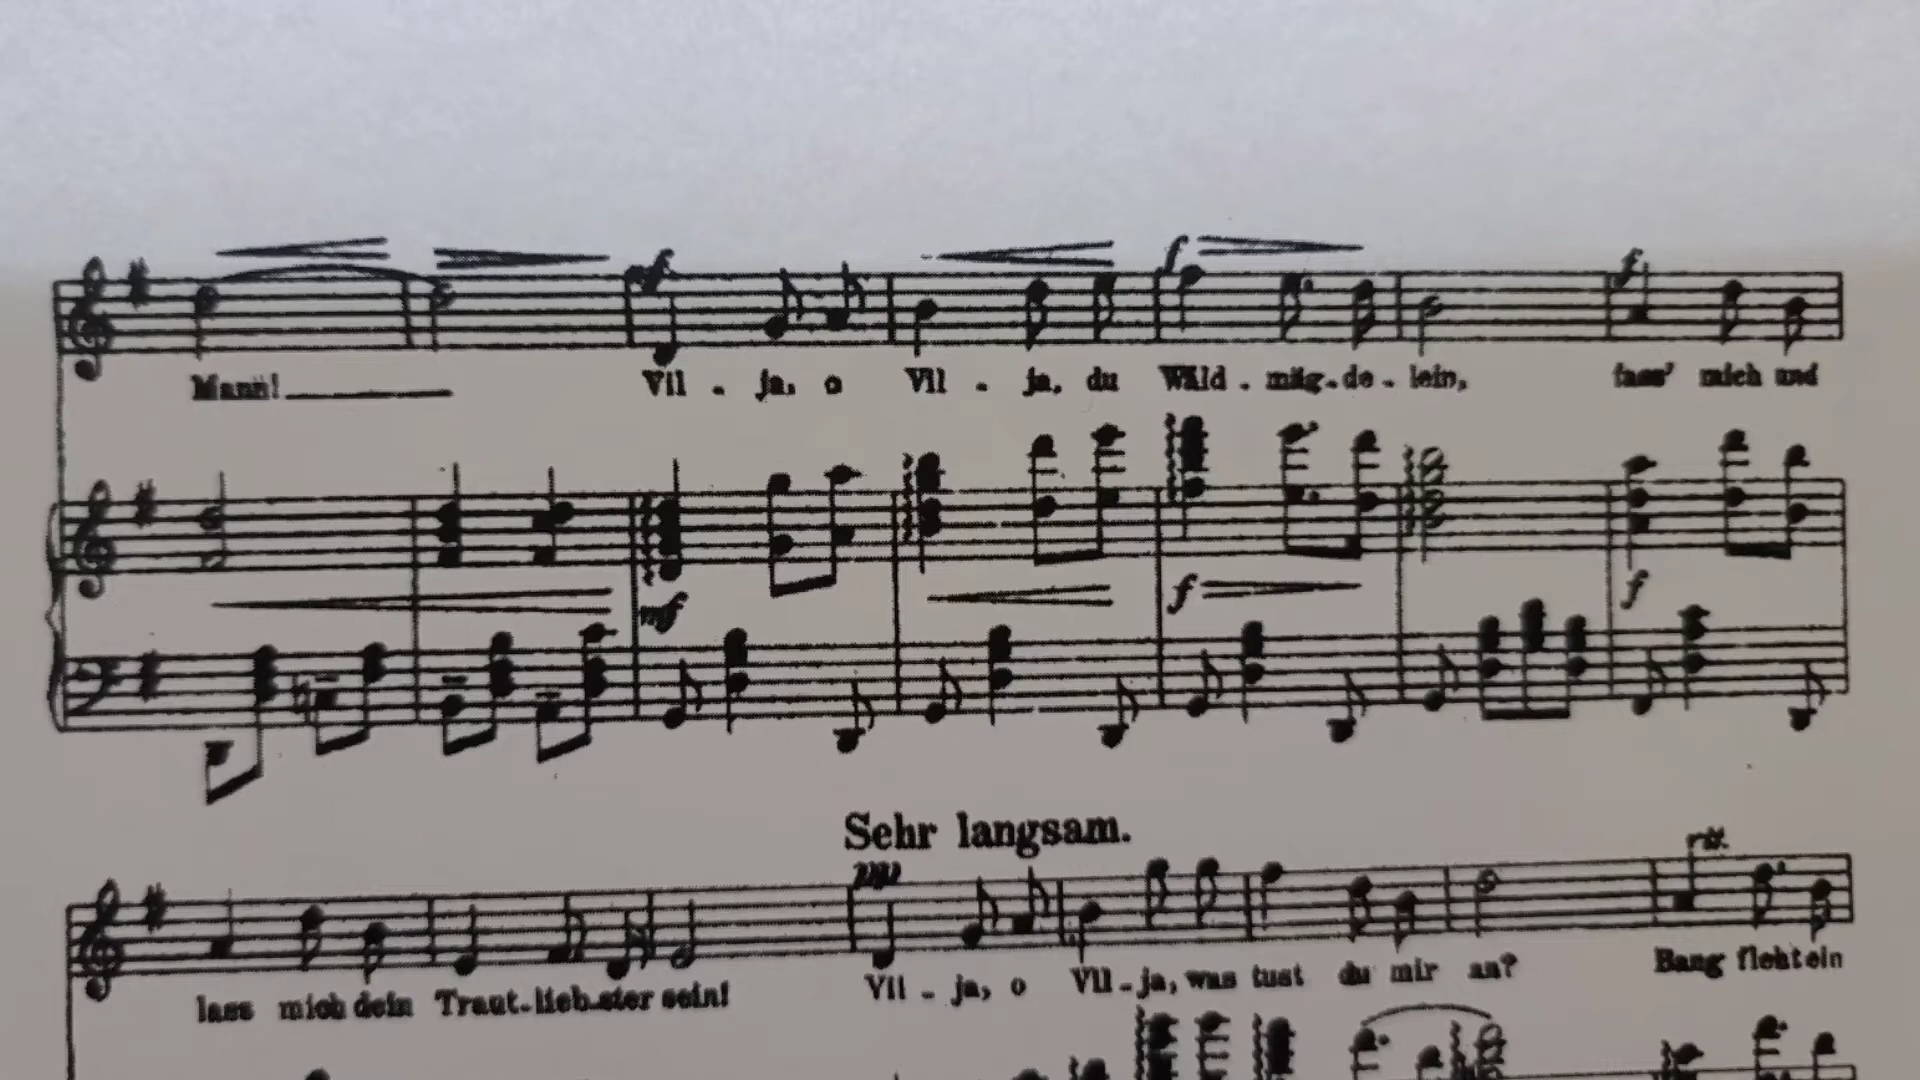 f f
Mann! Vil - ja, o Vil - ja, du Wald - mäg - de - lein, fass' mich und
mf f f
Sehr langsam.
pp rit.
lass mich dein Traut - lieb - ster sein! Vil - ja, o Vil - ja, was tust du mir an? Bang fleht ein